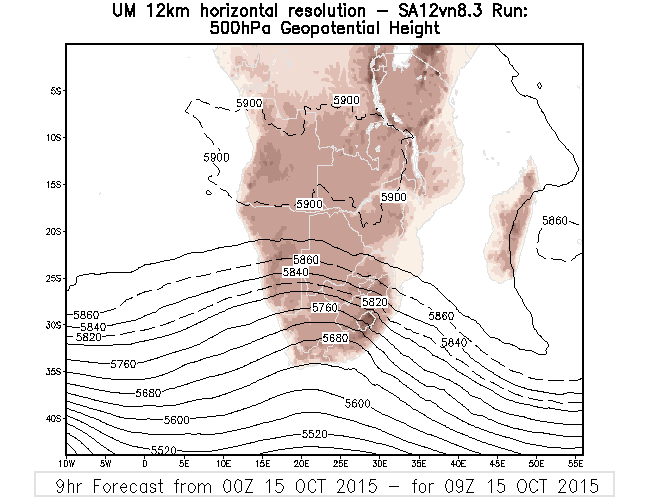 UM 12km horizontal resolution - SA12vn8.3 Run:
500hPa Geopotential Height
5S
5900
5900
10S
5900
15S
5900
5900
5860
20S
5860
5840
25S
5820
5760
5860
5860
5840
30S
5820
5680
5840
5760
35S
5680
5600
5600
40S
5520
5520
10W 5W 0 5E 10E 15E 20E 25E 30E 35E 40E 45E 50E 55E
9hr Forecast from 00Z 15 OCT 2015 - for 09Z 15 OCT 2015